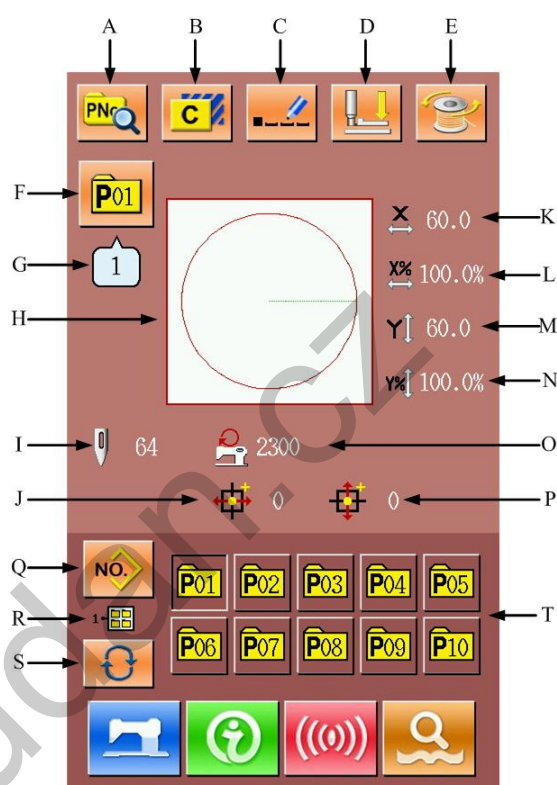 A B C D E
PNo. C
F P01
G 1
H
X 60.0 K
X% 100.0% L
Y 60.0 M
Y% 100.0% N
I 64 2300 O
J 0 0 P
Q NO. P01 P02 P03 P04 P05
R 1- T
S P06 P07 P08 P09 P10